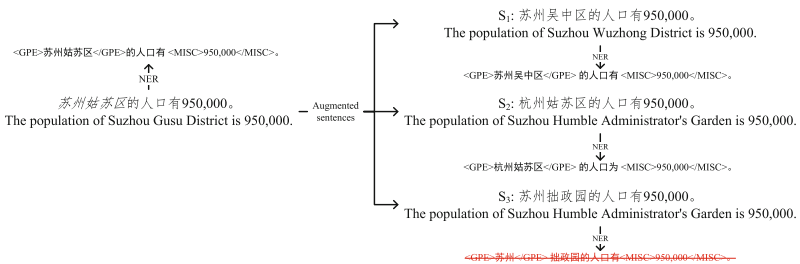 <GPE>苏州姑苏区</GPE>的人口有 <MISC>950,000</MISC>。
NER
苏州姑苏区的人口有950,000。
The population of Suzhou Gusu District is 950,000.
Augmented
sentences
S₁: 苏州吴中区的人口有950,000。
The population of Suzhou Wuzhong District is 950,000.
NER
<GPE>苏州吴中区</GPE> 的人口有 <MISC>950,000</MISC>。
S₂: 杭州姑苏区的人口有950,000。
The population of Suzhou Humble Administrator's Garden is 950,000.
NER
<GPE>杭州姑苏区</GPE> 的人口为 <MISC>950,000</MISC>。
S₃: 苏州拙政园的人口有950,000。
The population of Suzhou Humble Administrator's Garden is 950,000.
NER
<GPE>苏州</GPE> 拙政园的人口有<MISC>950,000</MISC>。